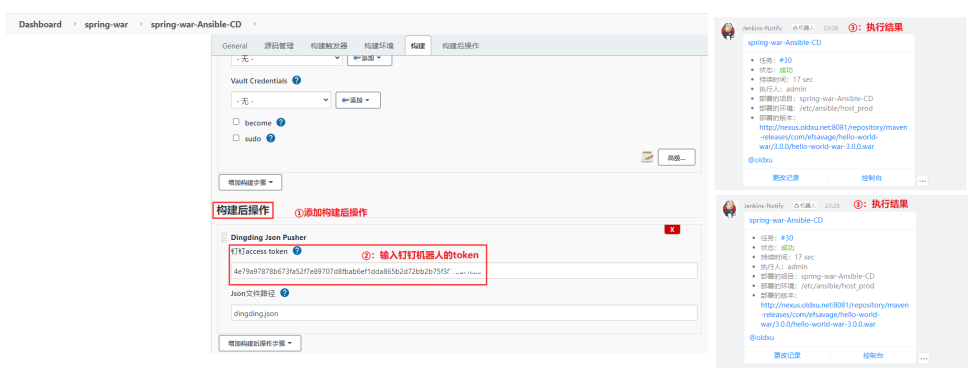 Dashboard spring-war spring-war-Ansible-CD
General 源码管理 构建触发器 构建环境 构建 构建后操作
- 无 - 添加
Vault Credentials
- 无 - 添加
become
sudo
高级...
增加构建步骤
构建后操作 ①添加构建后操作
X
Dingding Json Pusher
钉钉access token ②：输入钉钉机器人的token
Json文件路径
dingding.json
增加构建后操作步骤
Jenkins-Notify 机器人 23:28 ③：执行结果
spring-war-Ansible-CD
任务：#30
状态：成功
持续时间：17 sec
执行人：admin
部署的项目：spring-war-Ansible-CD
部署的环境：/etc/ansible/host_prod
部署的版本：
http://nexus.oldxu.net:8081/repository/maven
-releases/com/efsavage/hello-world-
war/3.0.0/hello-world-war-3.0.0.war
@oldxu
更改记录 控制台 ...
Jenkins-Notify 机器人 23:28 ③：执行结果
spring-war-Ansible-CD
任务：#30
状态：成功
持续时间：17 sec
执行人：admin
部署的项目：spring-war-Ansible-CD
部署的环境：/etc/ansible/host_prod
部署的版本：
http://nexus.oldxu.net:8081/repository/maven
-releases/com/efsavage/hello-world-
war/3.0.0/hello-world-war-3.0.0.war
@oldxu
更改记录 控制台 ...